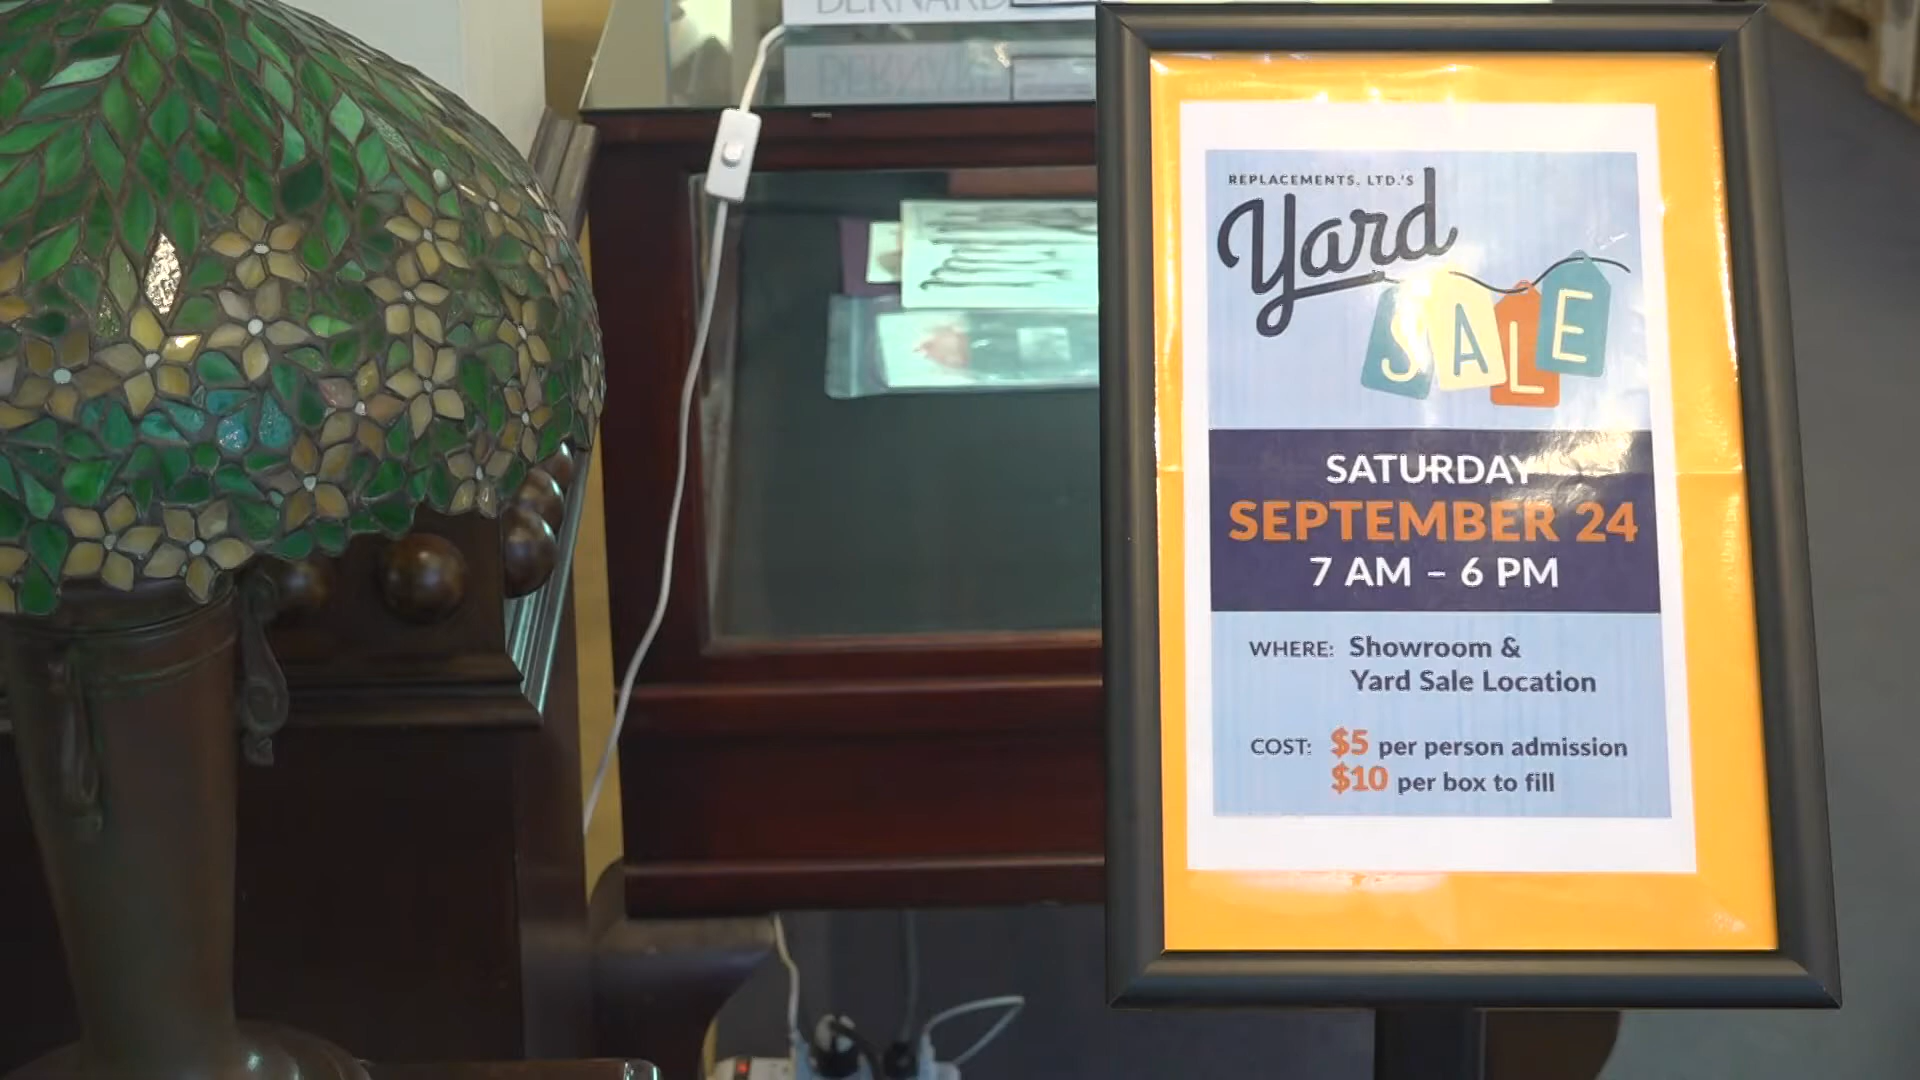 REPLACEMENTS, LTD.'S
Yard
SALE
SATURDAY
SEPTEMBER 24
7 AM – 6 PM
WHERE: Showroom &
Yard Sale Location
COST: $5 per person admission
$10 per box to fill